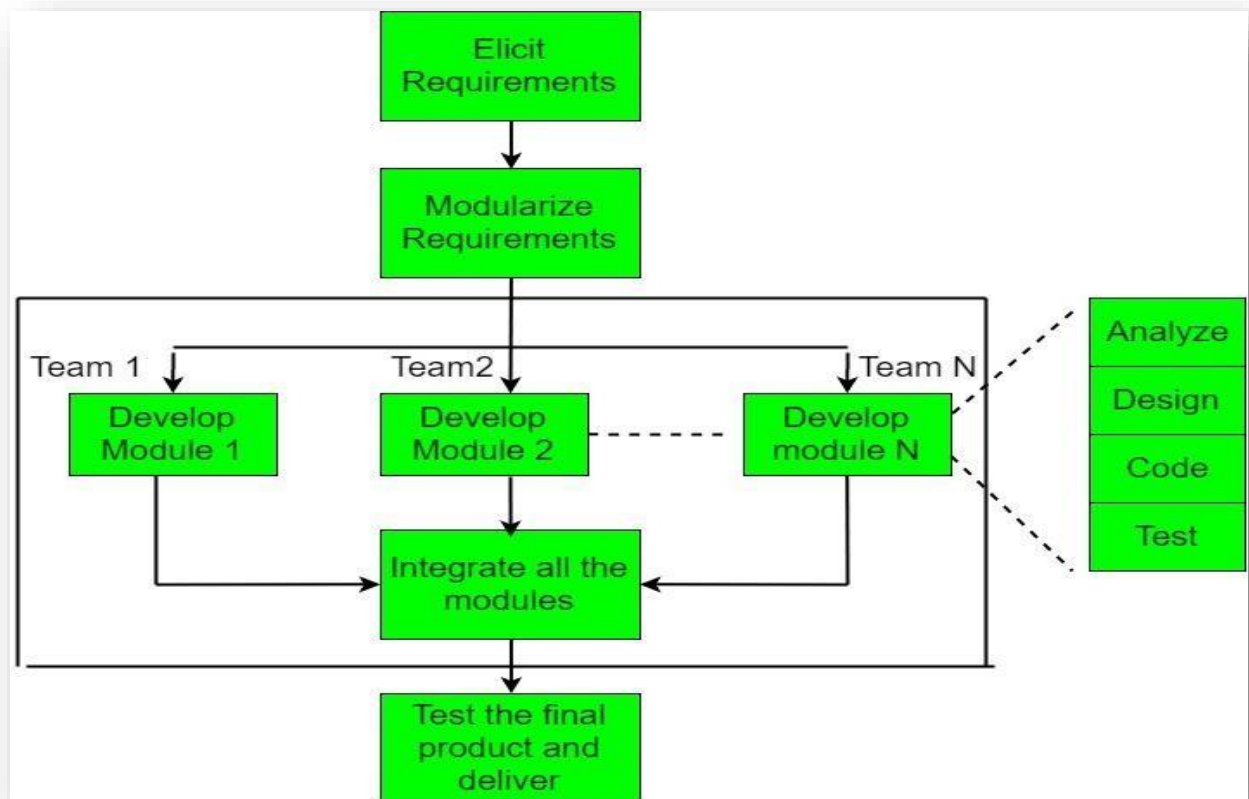 Elicit
Requirements
Modularize
Requirements
Team 1
Team2
Team N
Develop
Module 1
Develop
Module 2
Develop
module N
Analyze
Design
Code
Test
Integrate all the
modules
Test the final
product and
deliver